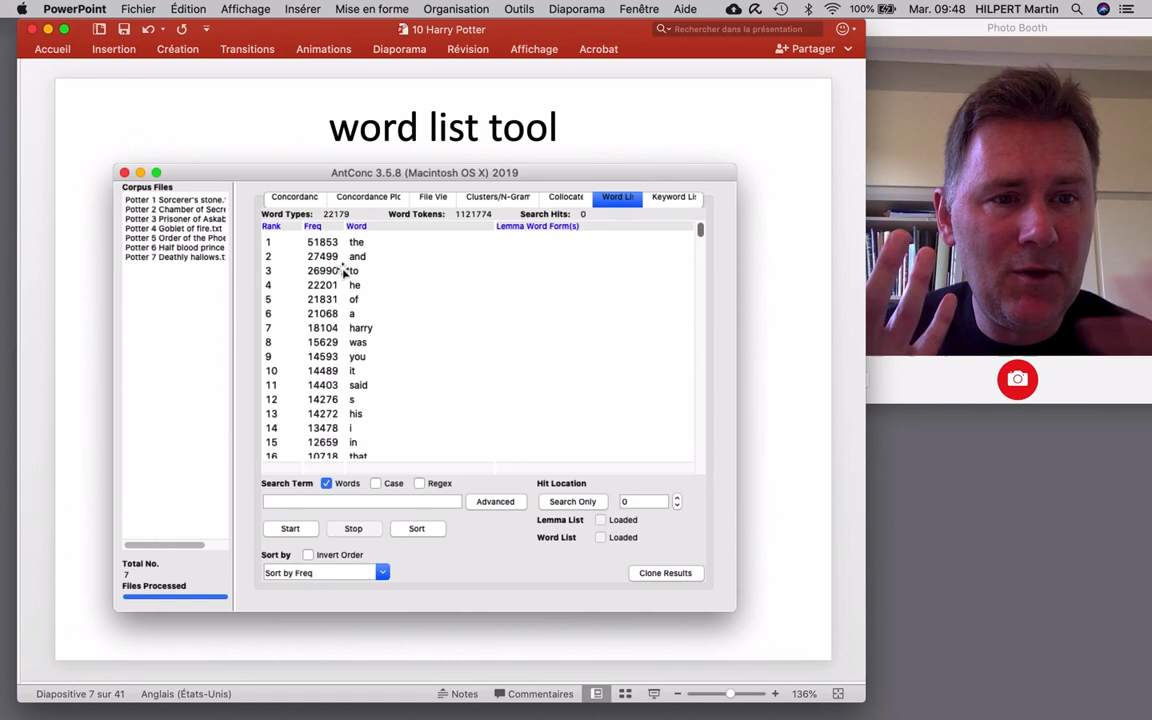 PowerPoint Fichier Édition Affichage Insérer Mise en forme Organisation Outils Diaporama Fenêtre Aide 100% Mar. 09:48 HILPERT Martin
10 Harry Potter
Rechercher dans la présentation
Photo Booth
Accueil Insertion Création Transitions Animations Diaporama Révision Affichage Acrobat Partager
word list tool
AntConc 3.5.8 (Macintosh OS X) 2019
Corpus Files
Potter 1 Sorcerer's stone.
Potter 2 Chamber of Secre
Potter 3 Prisoner of Askab
Potter 4 Goblet of fire.txt
Potter 5 Order of the Phoe
Potter 6 Half blood prince
Potter 7 Deathly hallows.t
Total No.
7
Files Processed
Concordanc Concordance Plc File Vie Clusters/N-Grar Collocate Word Li Keyword Li
Word Types: 22179 Word Tokens: 1121774 Search Hits: 0
Rank Freq Word Lemma Word Form(s)
1 51853 the
2 27499 and
3 26990 to
4 22201 he
5 21831 of
6 21068 a
7 18104 harry
8 15629 was
9 14593 you
10 14489 it
11 14403 said
12 14276 s
13 14272 his
14 13478 i
15 12659 in
16 10718 that
Search Term Words Case Regex Hit Location
Advanced Search Only 0
Start Stop Sort Lemma List Loaded
Word List Loaded
Sort by Invert Order
Sort by Freq Clone Results
Diapositive 7 sur 41 Anglais (États-Unis) Notes Commentaires 136%